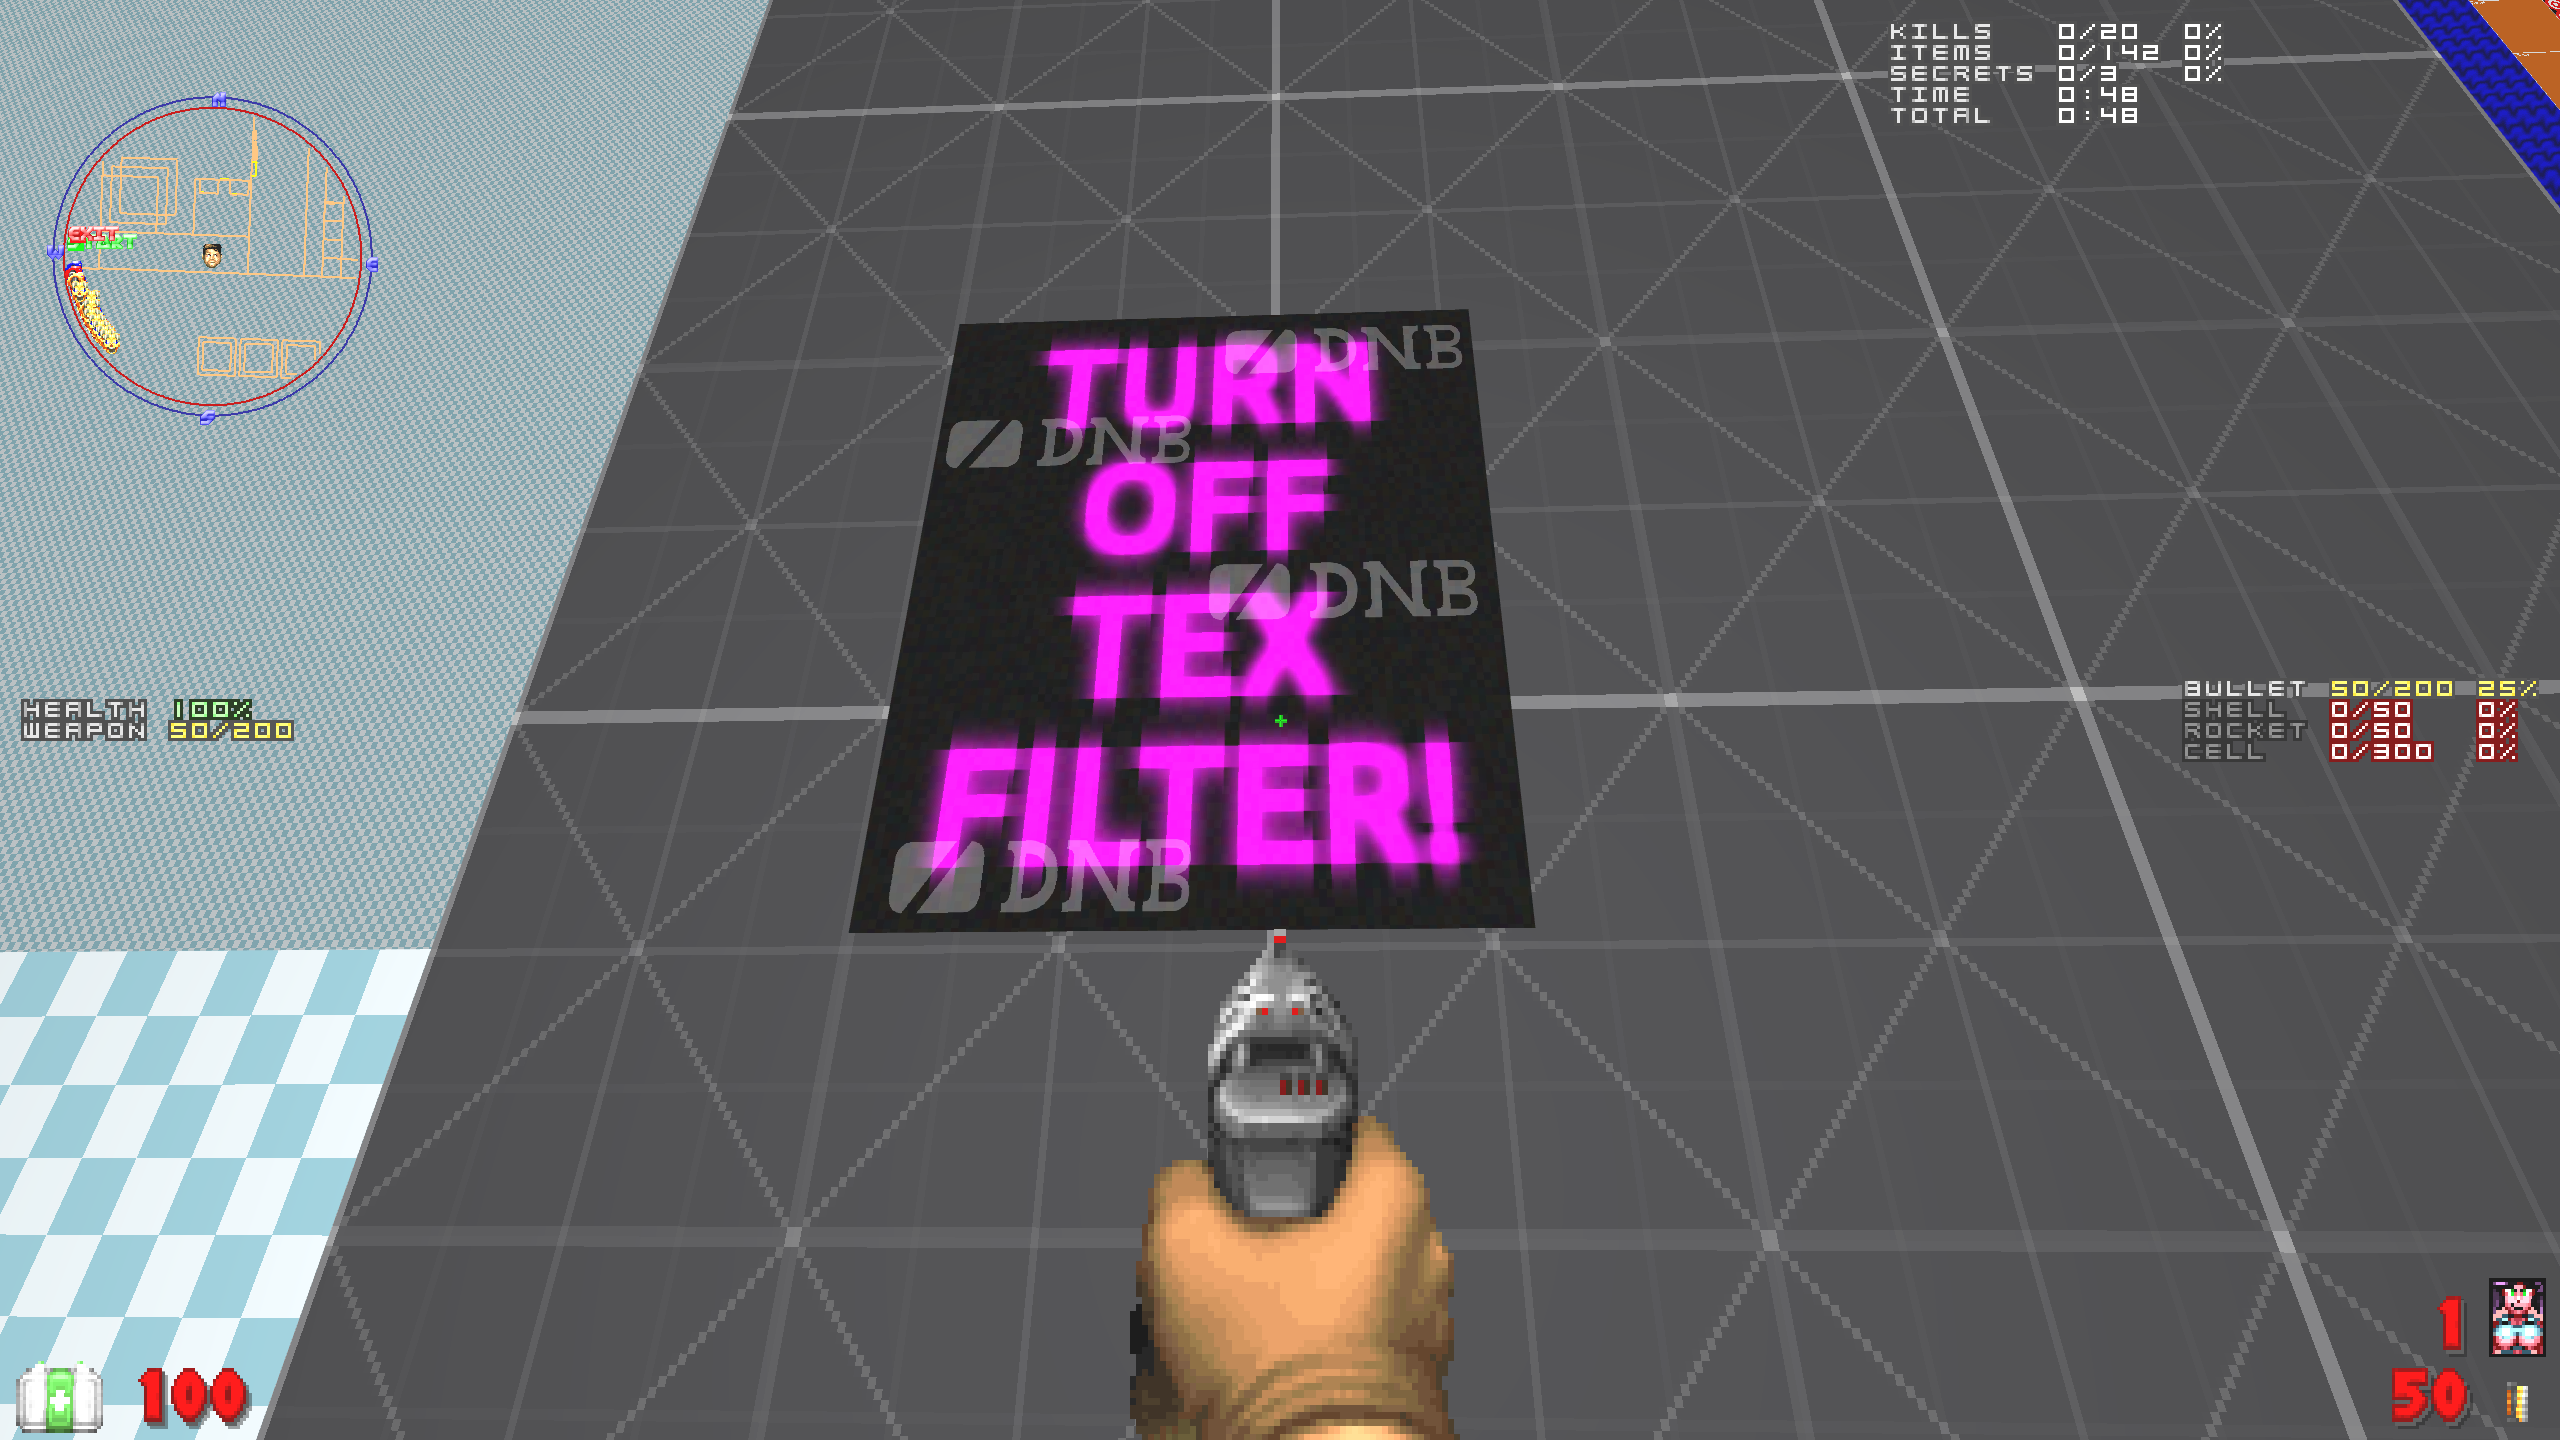 KILLS 0/20 0%
ITEMS 0/142 0%
SECRETS 0/3 0%
TIME 0:48
TOTAL 0:48
EXIT
TURN
DNB
DNB
OFF
DNB
TEX
FILTER!
DNB
HEALTH 100%
WEAPON 50/200
BULLET 50/200 25%
SHELL 0/50 0%
ROCKET 0/50 0%
CELL 0/300 0%
1
100
50